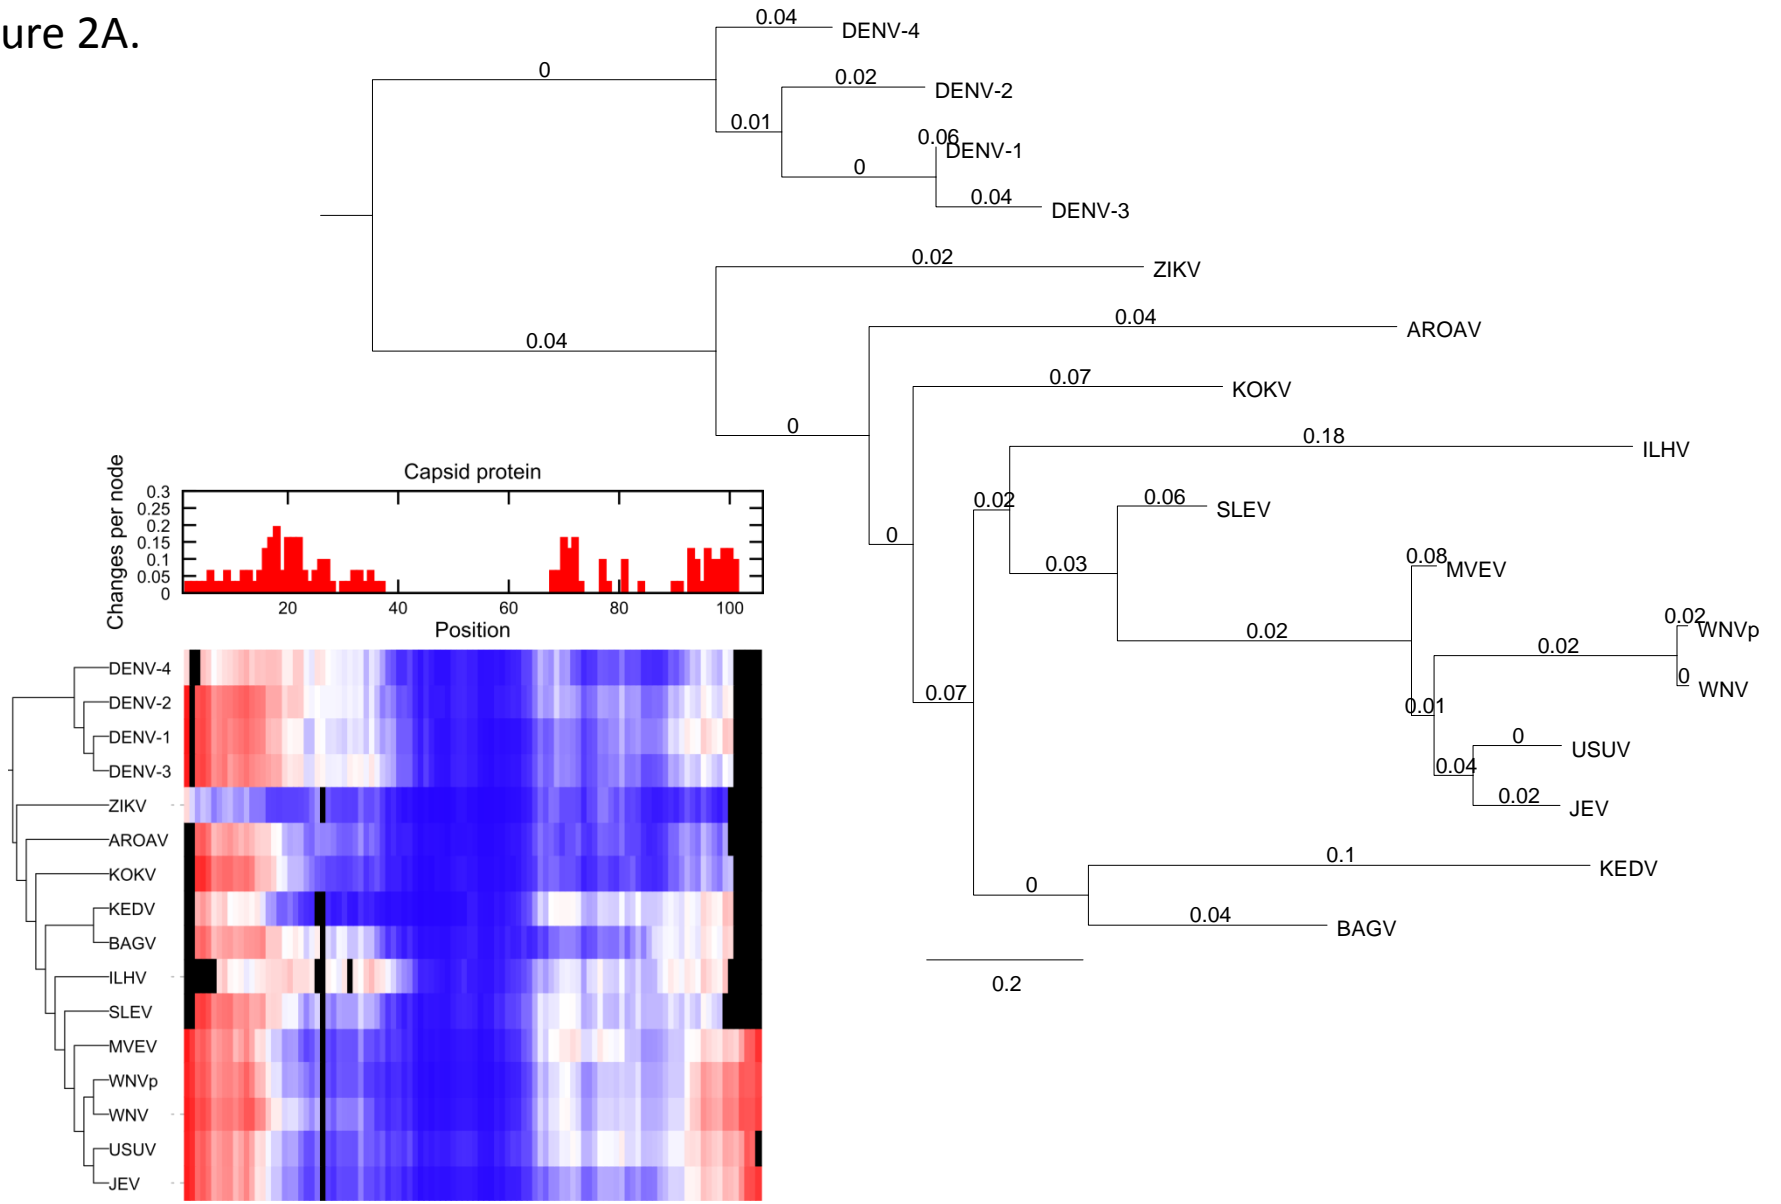 ure 2A.
0.04
DENV-4
0
0.02
DENV-2
0.01
0.06
DENV-1
0
0.04
DENV-3
0.02
ZIKV
0.04
AROAV
0.04
0.07
KOKV
0
0.18
ILHV
0.02
0.06
SLEV
0
0.03
0.08
MVEV
0.02
0.02
WNVp
0.02
0
WNV
0.07
0.01
0
USUV
0.04
0.02
JEV
0.1
KEDV
0
0.04
BAGV
0.2
Capsid protein
Changes per node
0.3
0.25
0.2
0.15
0.1
0.05
0
20 40 60 80 100
Position
DENV-4
DENV-2
DENV-1
DENV-3
ZIKV
AROAV
KOKV
KEDV
BAGV
ILHV
SLEV
MVEV
WNVp
WNV
USUV
JEV